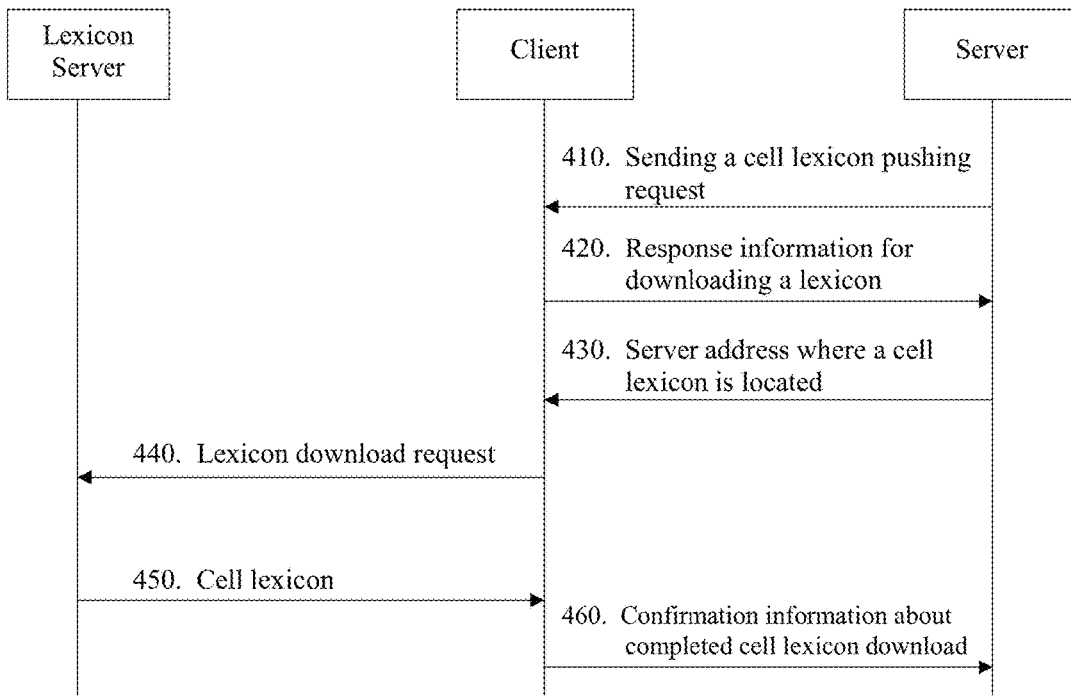 Lexicon
Server
Client
Server
410. Sending a cell lexicon pushing
request
420. Response information for
downloading a lexicon
430. Server address where a cell
lexicon is located
440. Lexicon download request
450. Cell lexicon
460. Confirmation information about
completed cell lexicon download